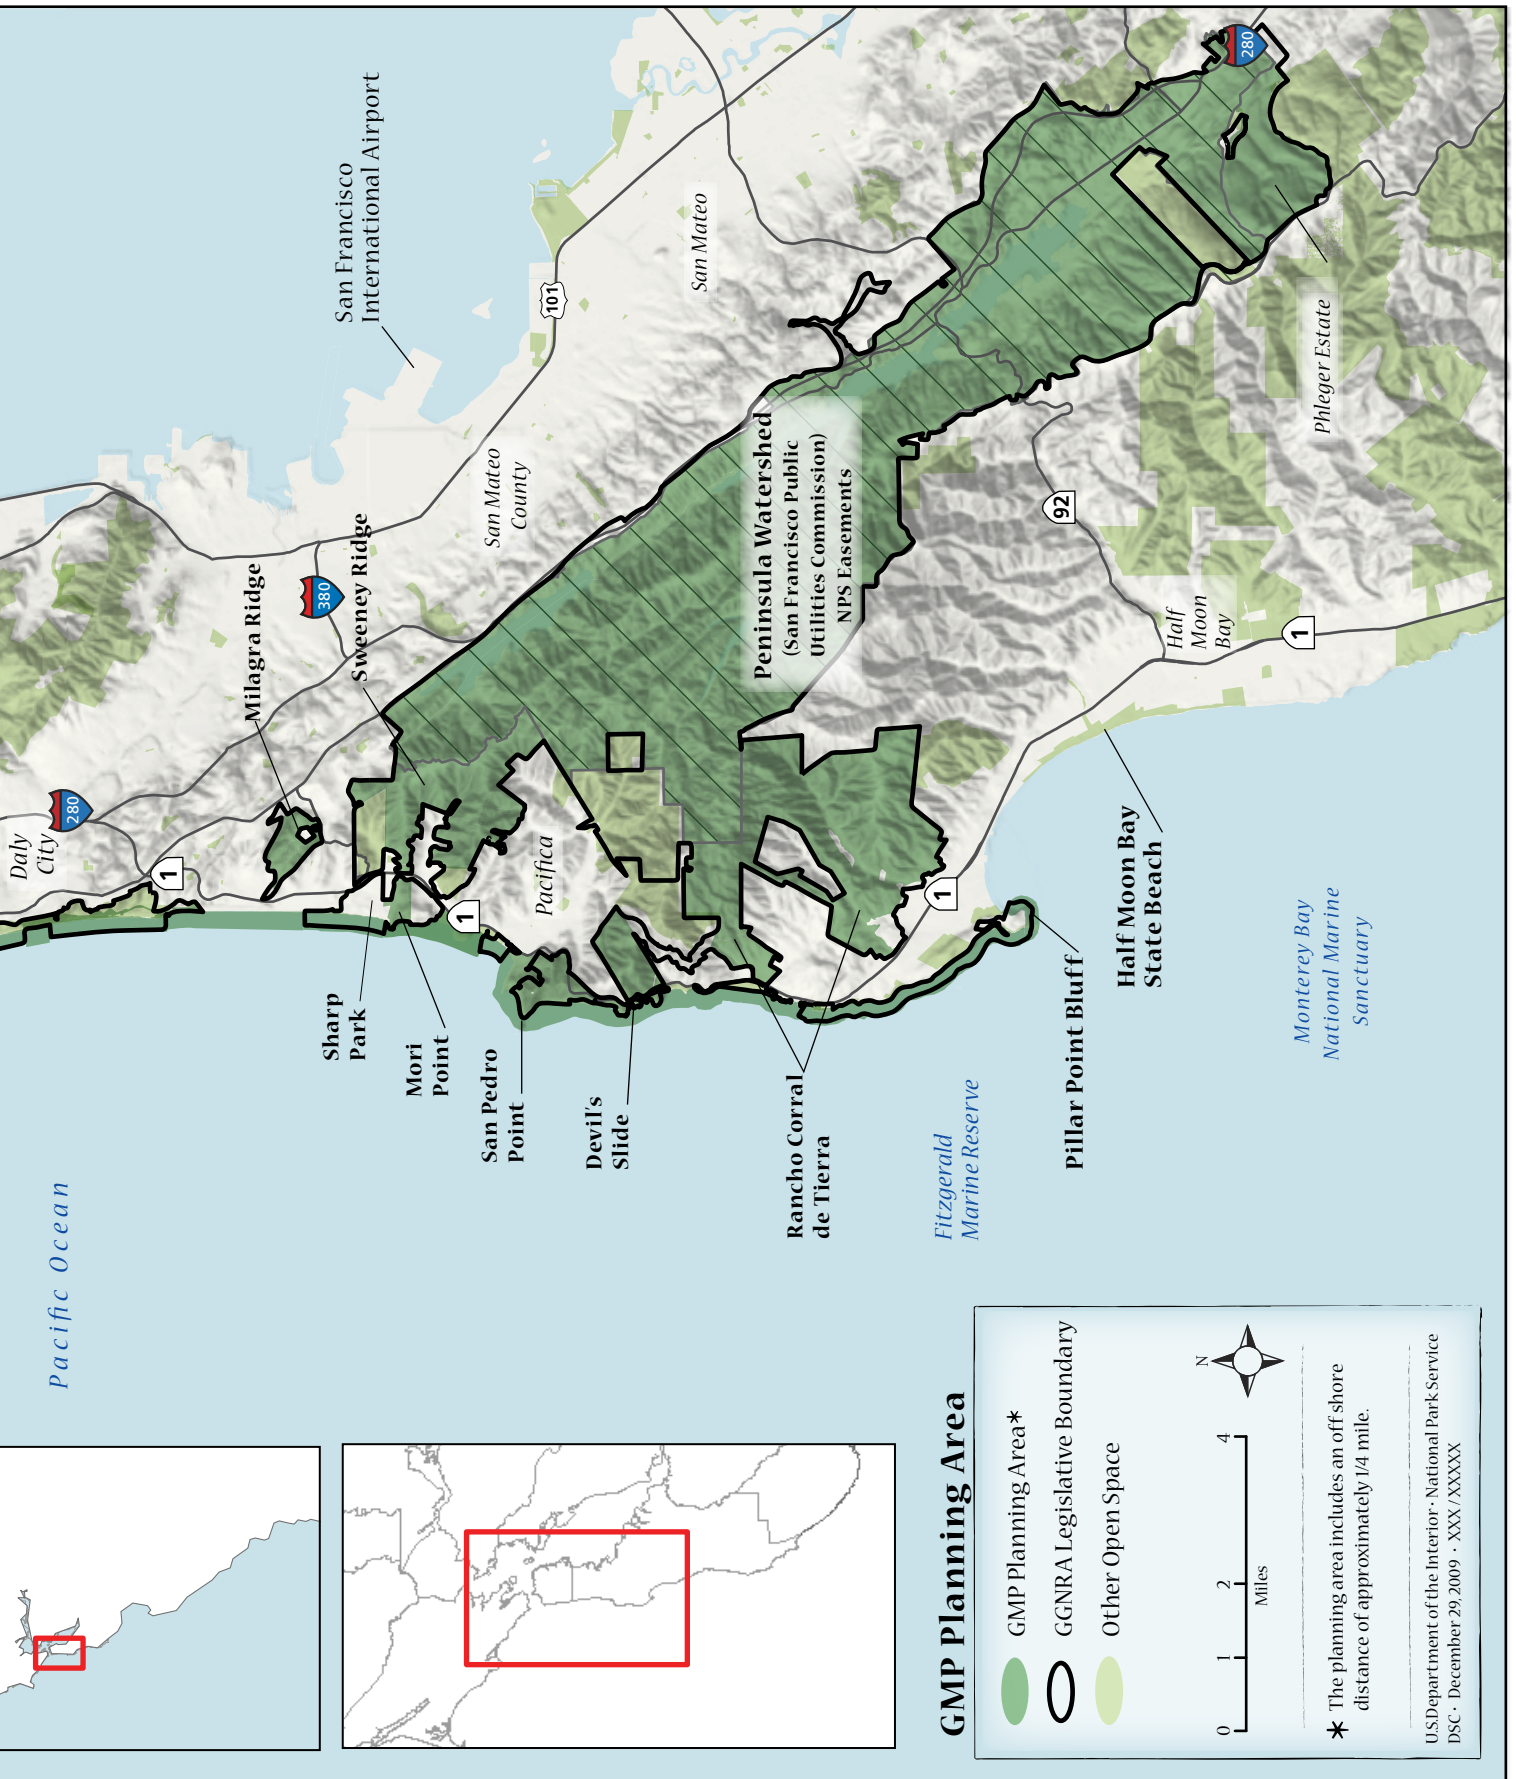 Pacific Ocean
Daly
City
280
1
Milagra Ridge
380
Sweeney Ridge
San Francisco
International Airport
101
San Mateo
San Mateo
County
Sharp
Park
Mori
Point
1
San Pedro
Point
Pacifica
Devil's
Slide
Peninsula Watershed
(San Francisco Public
Utilities Commission)
NPS Easements
Rancho Corral
de Tierra
1
Fitzgerald
Marine Reserve
Pillar Point Bluff
Half Moon Bay
State Beach
92
Half
Moon
Bay
1
280
Phleger Estate
Monterey Bay
National Marine
Sanctuary
GMP Planning Area
GMP Planning Area*
GGNRA Legislative Boundary
Other Open Space
N
0 1 2 4
Miles
* The planning area includes an off shore
distance of approximately 1/4 mile.
U.S.Department of the Interior • National Park Service
DSC • December 29, 2009 • XXX / XXXXX